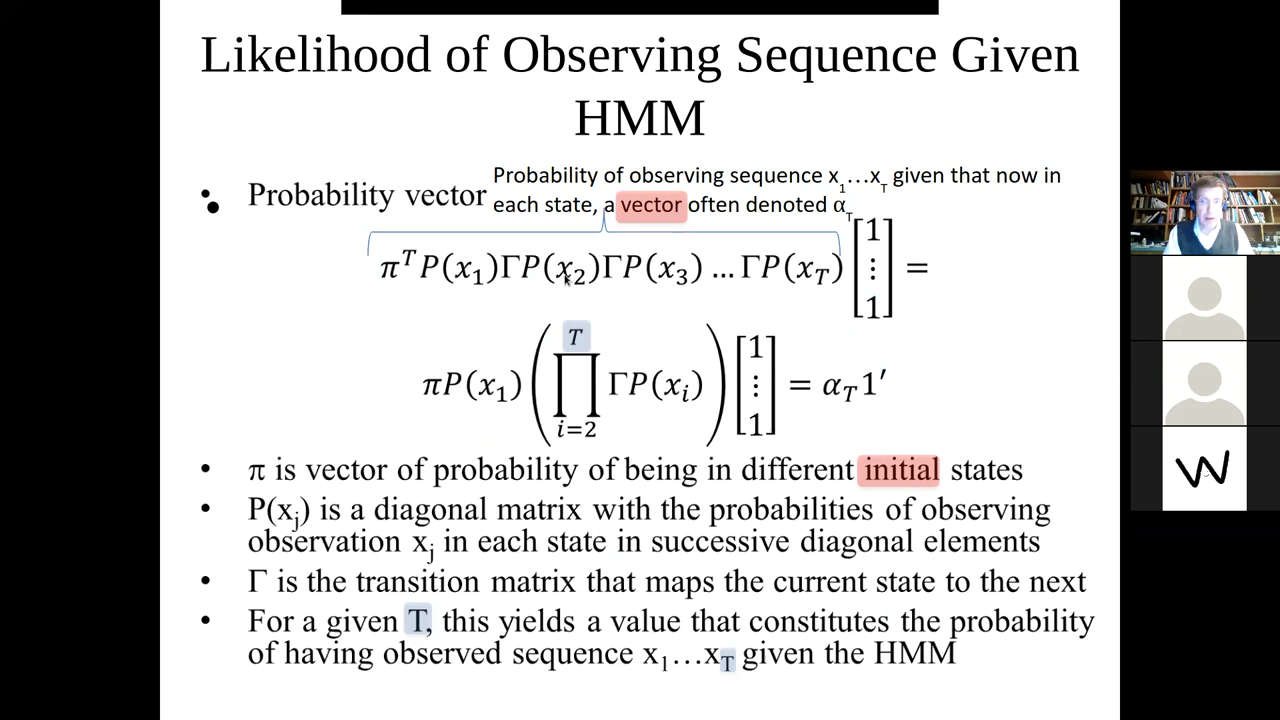 Likelihood of Observing Sequence Given
HMM
• Probability vector
Probability of observing sequence x₁…x_T given that now in
each state, a vector often denoted α_T
πᵀP(x₁)ΓP(x₂)ΓP(x₃) … ΓP(x_T) [1 ⋮ 1] =
πP(x₁) (∏_{i=2}^{T} ΓP(xᵢ)) [1 ⋮ 1] = α_T 1′
• π is vector of probability of being in different initial states
• P(xⱼ) is a diagonal matrix with the probabilities of observing
observation xⱼ in each state in successive diagonal elements
• Γ is the transition matrix that maps the current state to the next
• For a given T, this yields a value that constitutes the probability
of having observed sequence x₁…x_T given the HMM
W